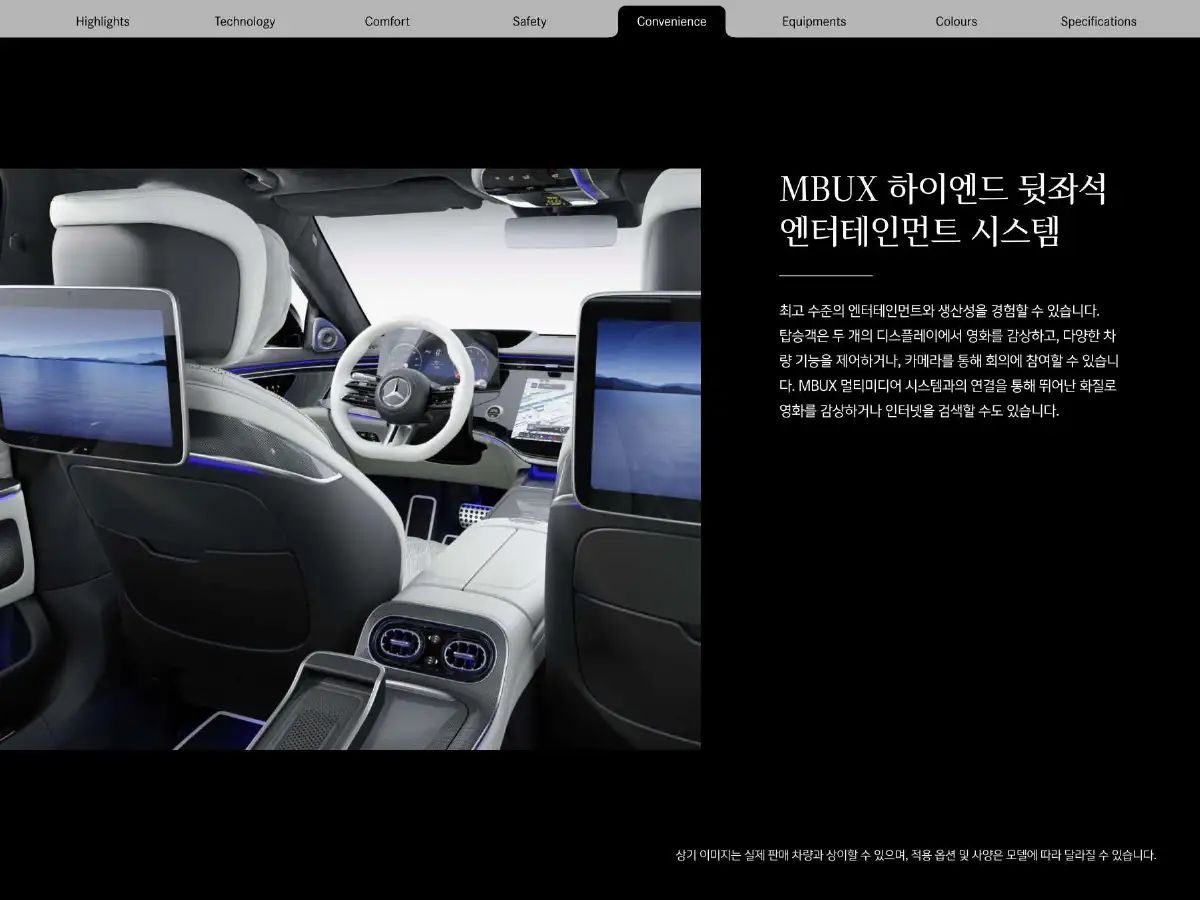 Highlights
Technology
Comfort
Safety
Convenience
Equipments
Colours
Specifications
MBUX 하이엔드 뒷좌석
엔터테인먼트 시스템
최고 수준의 엔터테인먼트와 생산성을 경험할 수 있습니다.
탑승객은 두 개의 디스플레이에서 영화를 감상하고, 다양한 차
량 기능을 제어하거나, 카메라를 통해 회의에 참여할 수 있습니
다. MBUX 멀티미디어 시스템과의 연결을 통해 뛰어난 화질로
영화를 감상하거나 인터넷을 검색할 수도 있습니다.
상기 이미지는 실제 판매 차량과 상이할 수 있으며, 적용 옵션 및 사양은 모델에 따라 달라질 수 있습니다.